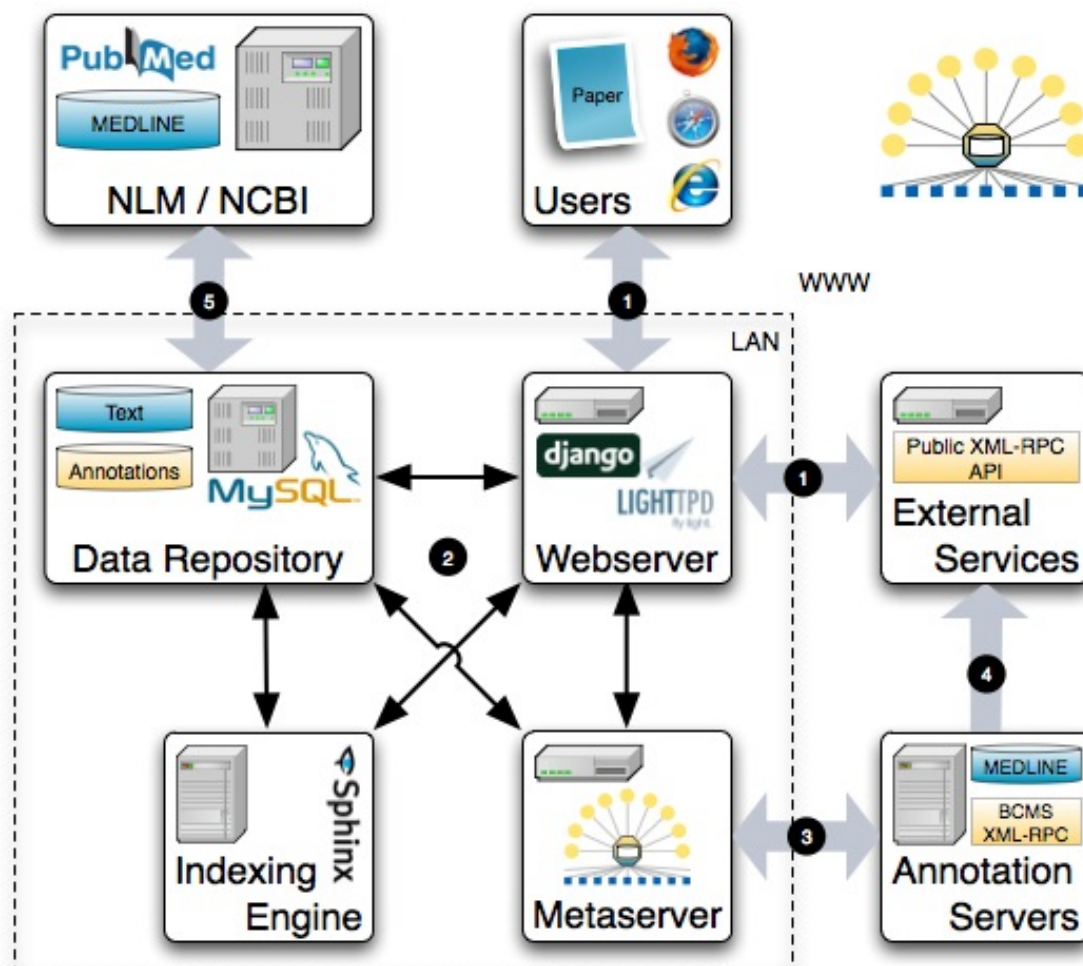 PubMed
MEDLINE
NLM / NCBI
Paper
Users
WWW
5
1
LAN
Text
Annotations
MySQL
Data Repository
django
LIGHTTPD
fly light.
Webserver
1
Public XML-RPC
API
External
Services
2
4
Sphinx
Indexing
Engine
Metaserver
3
MEDLINE
BCMS
XML-RPC
Annotation
Servers